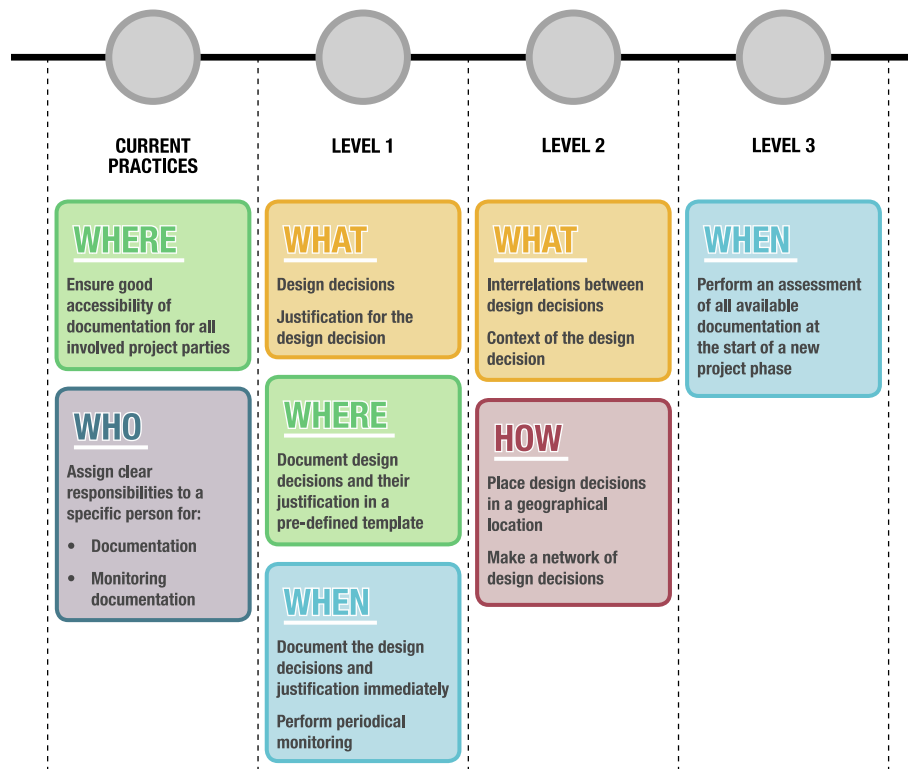 CURRENT
PRACTICES
WHERE
Ensure good
accessibility of
documentation for all
involved project parties
WHO
Assign clear
responsibilities to a
specific person for:
• Documentation
• Monitoring
documentation
LEVEL 1
WHAT
Design decisions
Justification for the
design decision
WHERE
Document design
decisions and their
justification in a
pre-defined template
WHEN
Document the design
decisions and
justification immediately
Perform periodical
monitoring
LEVEL 2
WHAT
Interrelations between
design decisions
Context of the design
decision
HOW
Place design decisions
in a geographical
location
Make a network of
design decisions
LEVEL 3
WHEN
Perform an assessment
of all available
documentation at
the start of a new
project phase